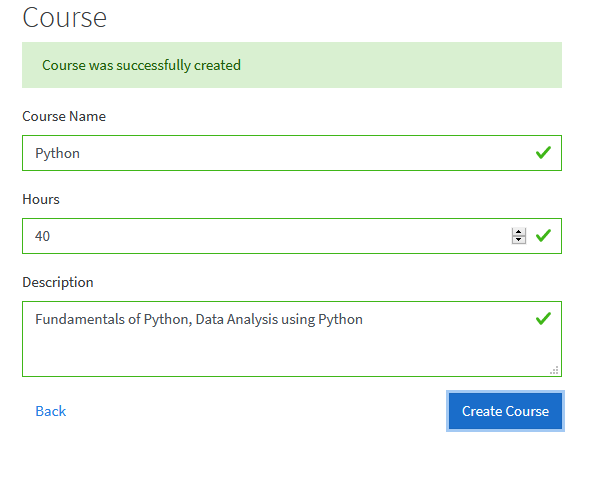 Course
Course was successfully created
Course Name
Python
Hours
40
Description
Fundamentals of Python, Data Analysis using Python
Back
Create Course